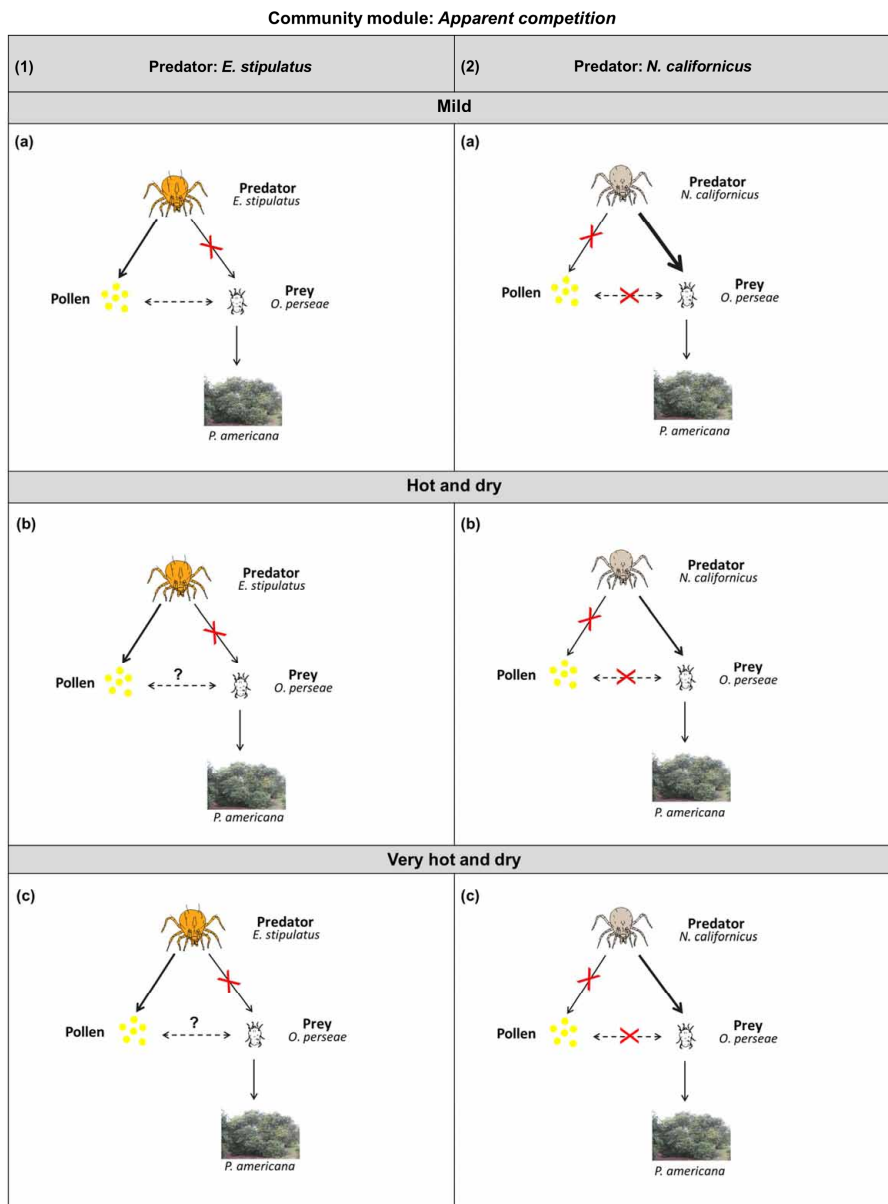 Community module: Apparent competition
(1) Predator: E. stipulatus
(2) Predator: N. californicus
Mild
(a)
Predator
E. stipulatus
Pollen
Prey
O. perseae
P. americana
(a)
Predator
N. californicus
Pollen
Prey
O. perseae
P. americana
Hot and dry
(b)
Predator
E. stipulatus
?
Pollen
Prey
O. perseae
P. americana
(b)
Predator
N. californicus
Pollen
Prey
O. perseae
P. americana
Very hot and dry
(c)
Predator
E. stipulatus
?
Pollen
Prey
O. perseae
P. americana
(c)
Predator
N. californicus
Pollen
Prey
O. perseae
P. americana